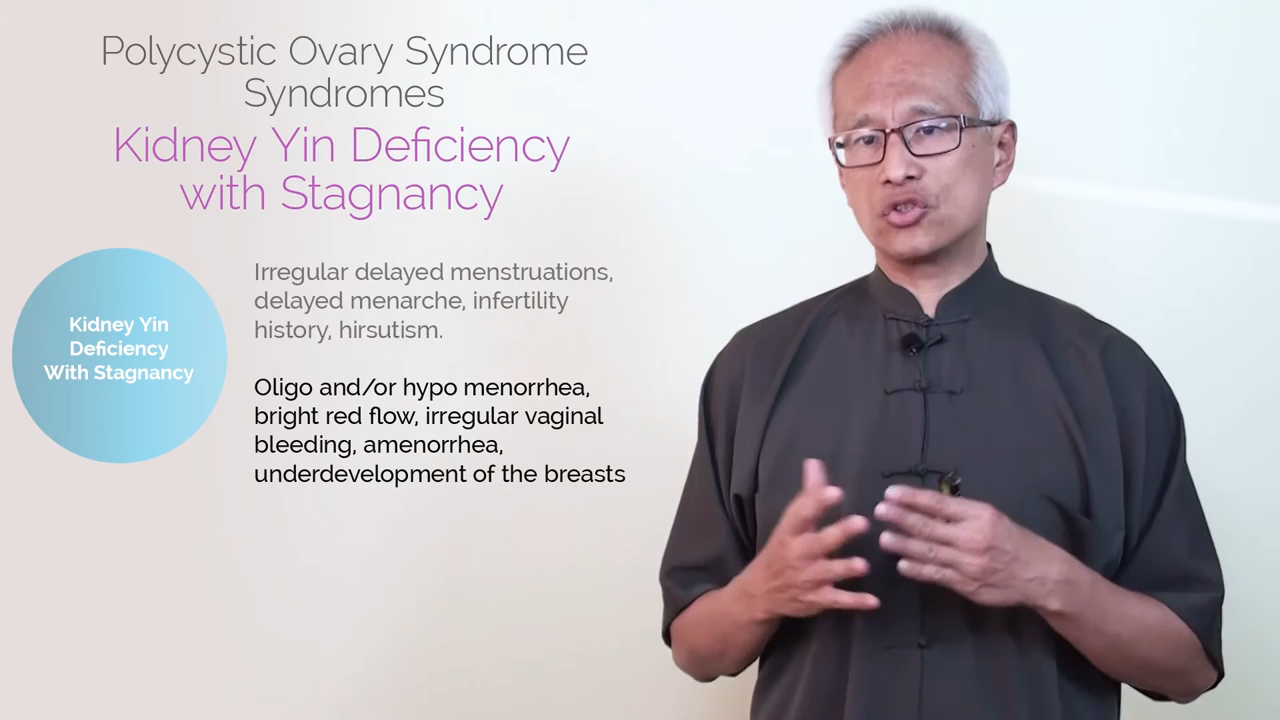 Polycystic Ovary Syndrome
Syndromes
Kidney Yin Deficiency
with Stagnancy
Kidney Yin
Deficiency
With Stagnancy
Irregular delayed menstruations,
delayed menarche, infertility
history, hirsutism.
Oligo and/or hypo menorrhea,
bright red flow, irregular vaginal
bleeding, amenorrhea,
underdevelopment of the breasts